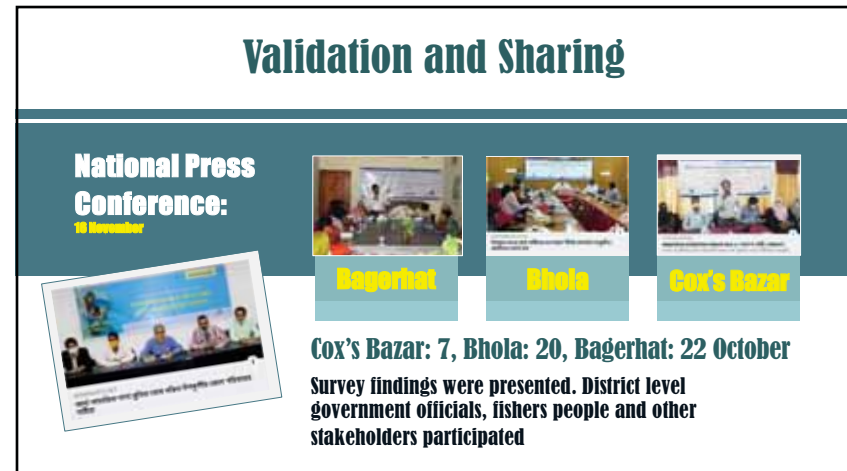 Validation and Sharing
National Press
Conference:
16 November
Bagerhat
Bhola
Cox's Bazar
Cox's Bazar: 7, Bhola: 20, Bagerhat: 22 October
Survey findings were presented. District level
government officials, fishers people and other
stakeholders participated